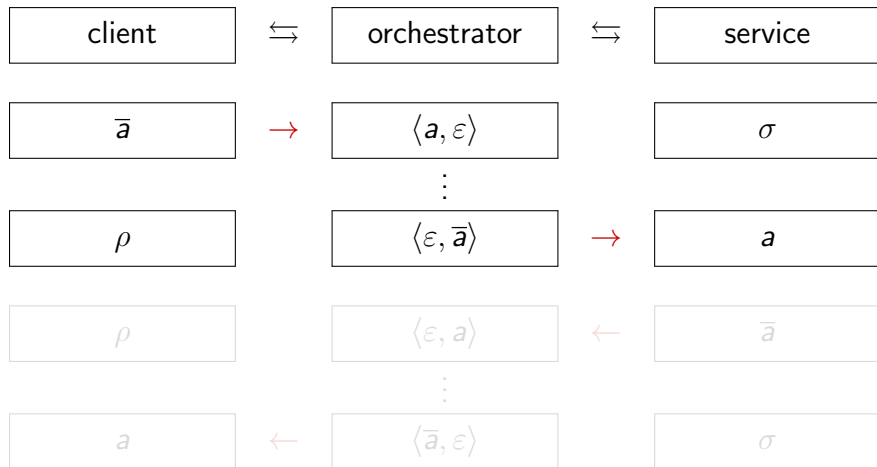 client ⇆ orchestrator ⇆ service
a̅ → ⟨a, ε⟩ σ
⋮
ρ ⟨ε, a̅⟩ → a
ρ ⟨ε, a⟩ ← a̅
⋮
a ← ⟨a̅, ε⟩ σ